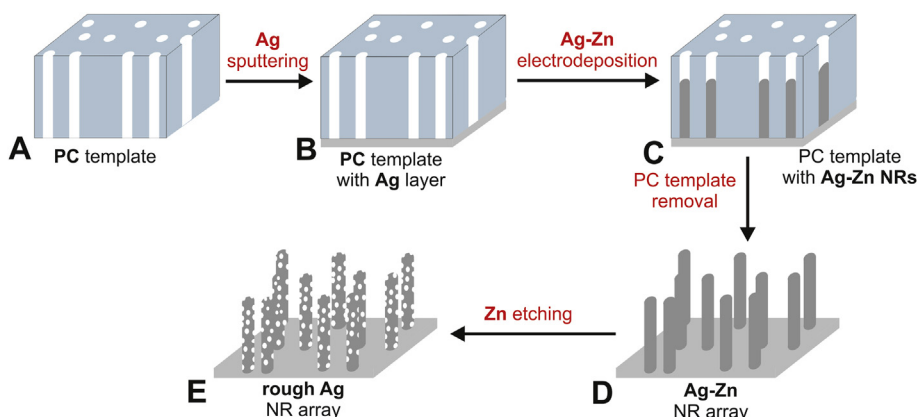 Ag
sputtering
Ag-Zn
electrodeposition
A
PC template
B
PC template
with Ag layer
C
PC template
with Ag-Zn NRs
PC template
removal
Zn etching
E
rough Ag
NR array
D
Ag-Zn
NR array